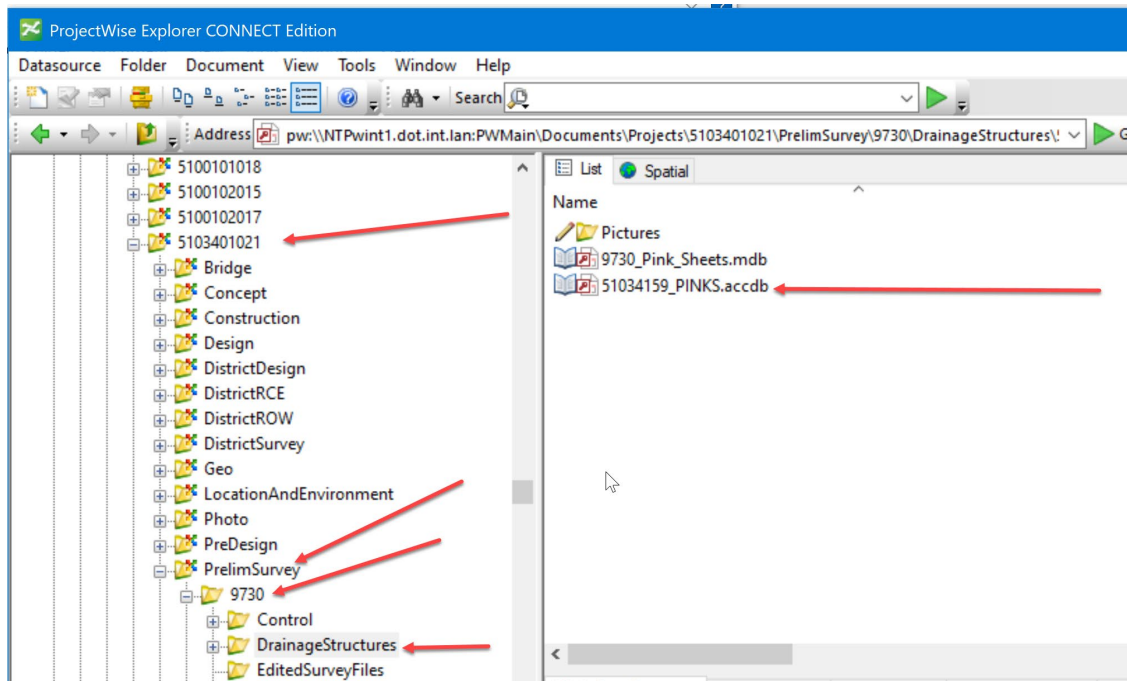 ProjectWise Explorer CONNECT Edition
Datasource Folder Document View Tools Window Help
Search
Address pw:\\NTPwint1.dot.int.lan:PWMain\Documents\Projects\5103401021\PrelimSurvey\9730\DrainageStructures\
5100101018
5100102015
5100102017
5103401021
Bridge
Concept
Construction
Design
DistrictDesign
DistrictRCE
DistrictROW
DistrictSurvey
Geo
LocationAndEnvironment
Photo
PreDesign
PrelimSurvey
9730
Control
DrainageStructures
EditedSurveyFiles
List Spatial
Name
Pictures
9730_Pink_Sheets.mdb
51034159_PINKS.accdb